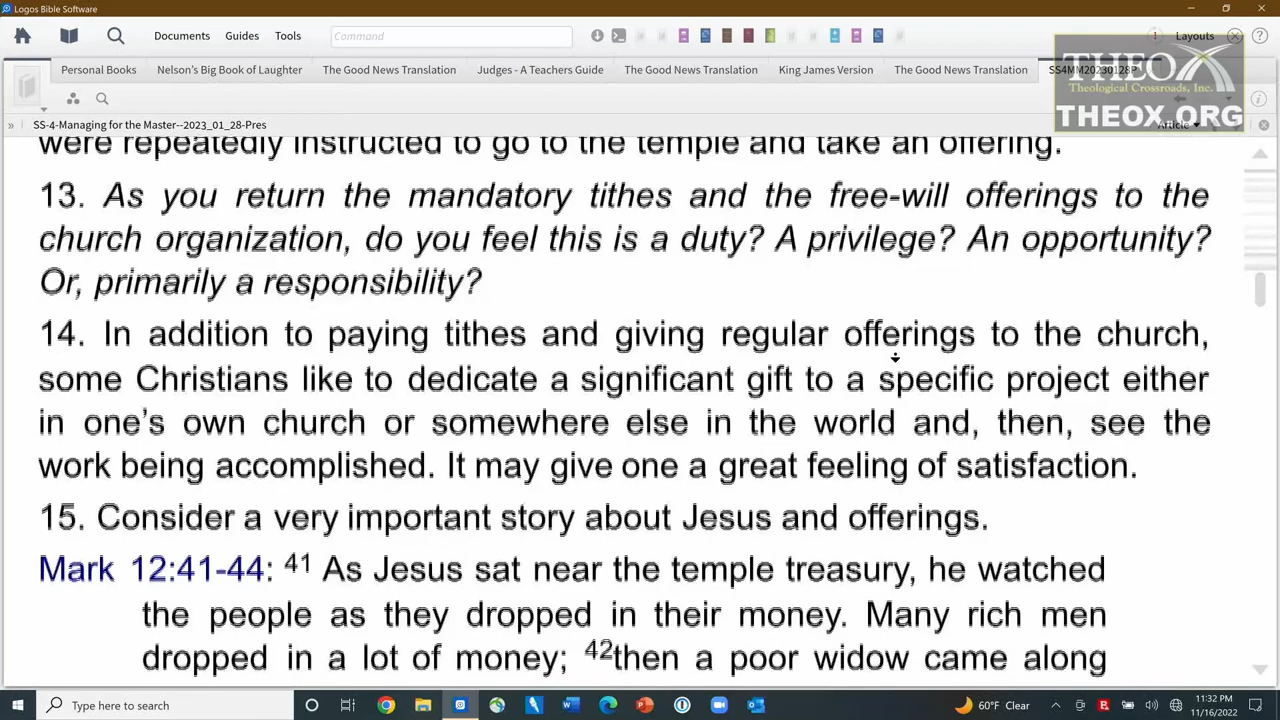 Logos Bible Software
Documents Guides Tools Command Layouts
Personal Books Nelson's Big Book of Laughter The Go Judges - A Teachers Guide The Good News Translation King James Version The Good News Translation SS4MM20230128P
THEOX
Theological Crossroads, Inc.
THEOX.ORG
» SS-4-Managing for the Master--2023_01_28-Pres Article
were repeatedly instructed to go to the temple and take an offering.
13. As you return the mandatory tithes and the free-will offerings to the
church organization, do you feel this is a duty? A privilege? An opportunity?
Or, primarily a responsibility?
14. In addition to paying tithes and giving regular offerings to the church,
some Christians like to dedicate a significant gift to a specific project either
in one's own church or somewhere else in the world and, then, see the
work being accomplished. It may give one a great feeling of satisfaction.
15. Consider a very important story about Jesus and offerings.
Mark 12:41-44: 41 As Jesus sat near the temple treasury, he watched
the people as they dropped in their money. Many rich men
dropped in a lot of money; 42then a poor widow came along
Type here to search 60°F Clear 11:32 PM
11/16/2022